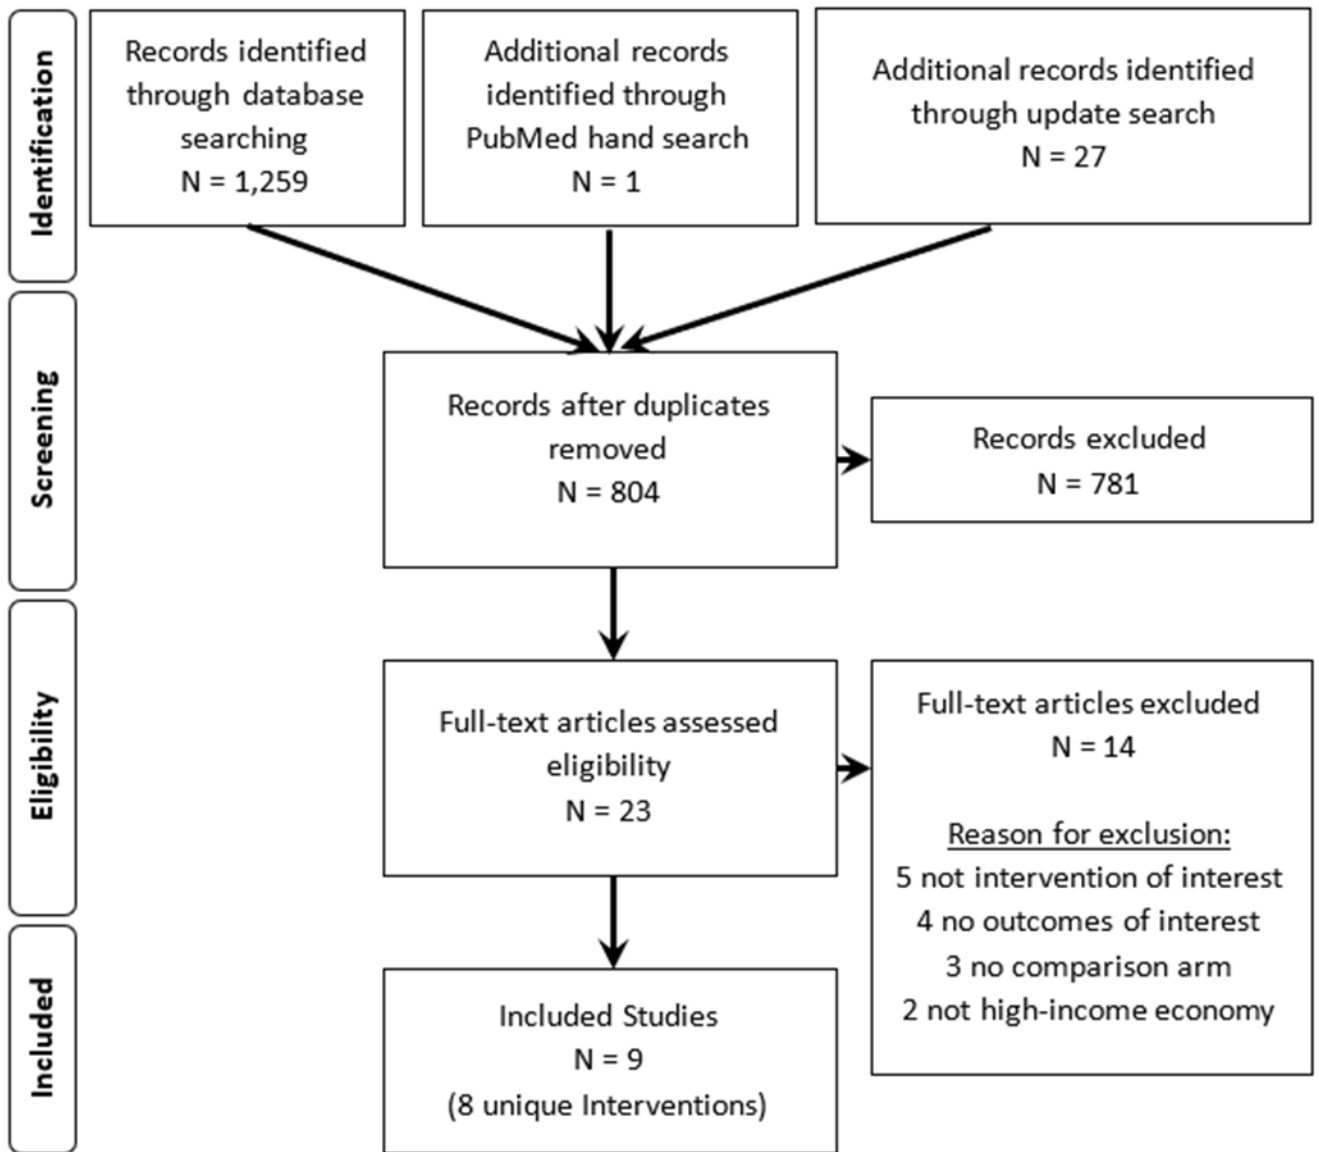 Identification
Records identified
through database
searching
N = 1,259
Additional records
identified through
PubMed hand search
N = 1
Additional records identified
through update search
N = 27
Screening
Records after duplicates
removed
N = 804
Records excluded
N = 781
Eligibility
Full-text articles assessed
eligibility
N = 23
Full-text articles excluded
N = 14
Reason for exclusion:
5 not intervention of interest
4 no outcomes of interest
3 no comparison arm
2 not high-income economy
Included
Included Studies
N = 9
(8 unique Interventions)